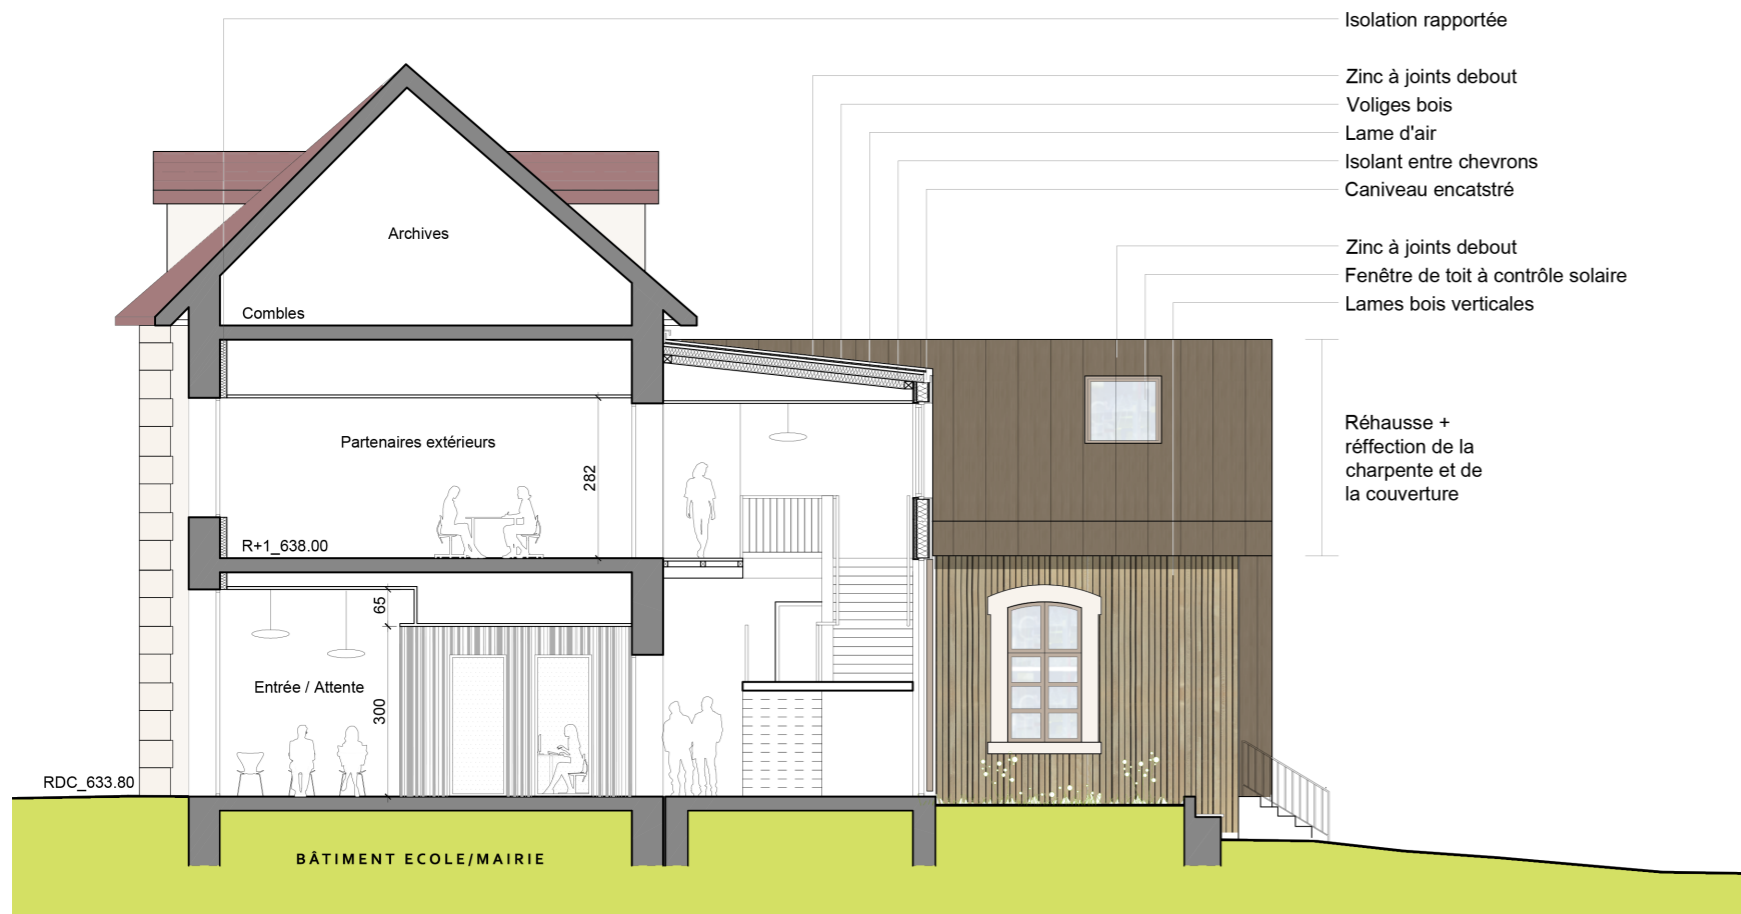 Isolation rapportée
Zinc à joints debout
Voliges bois
Lame d'air
Isolant entre chevrons
Caniveau encatstré
Zinc à joints debout
Fenêtre de toit à contrôle solaire
Lames bois verticales
Réhausse +
réffection de la
charpente et de
la couverture
Archives
Combles
Partenaires extérieurs
282
R+1_638.00
65
Entrée / Attente
300
RDC_633.80
BÂTIMENT ECOLE/MAIRIE